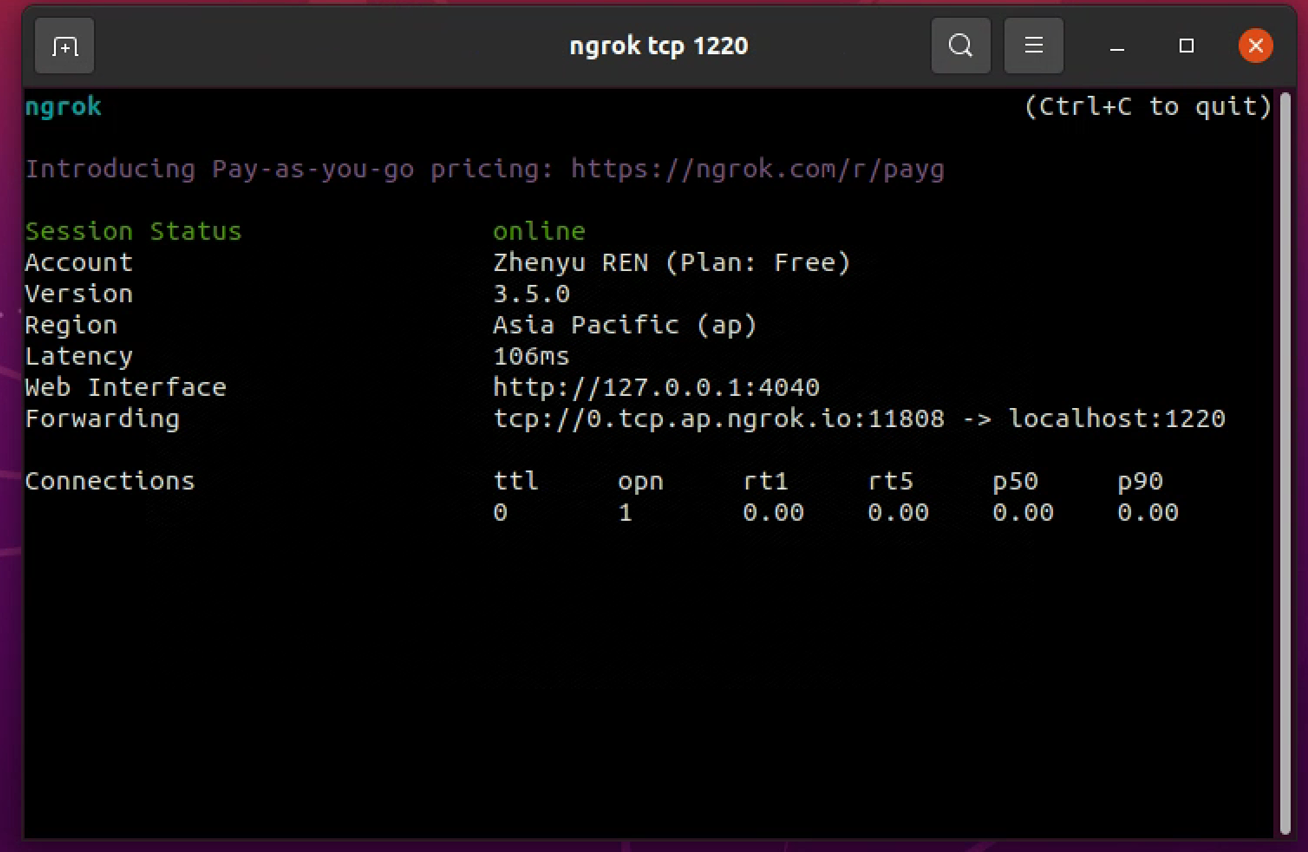 ngrok tcp 1220
ngrok (Ctrl+C to quit)
Introducing Pay-as-you-go pricing: https://ngrok.com/r/payg
Session Status online
Account Zhenyu REN (Plan: Free)
Version 3.5.0
Region Asia Pacific (ap)
Latency 106ms
Web Interface http://127.0.0.1:4040
Forwarding tcp://0.tcp.ap.ngrok.io:11808 -> localhost:1220
Connections ttl opn rt1 rt5 p50 p90
0 1 0.00 0.00 0.00 0.00